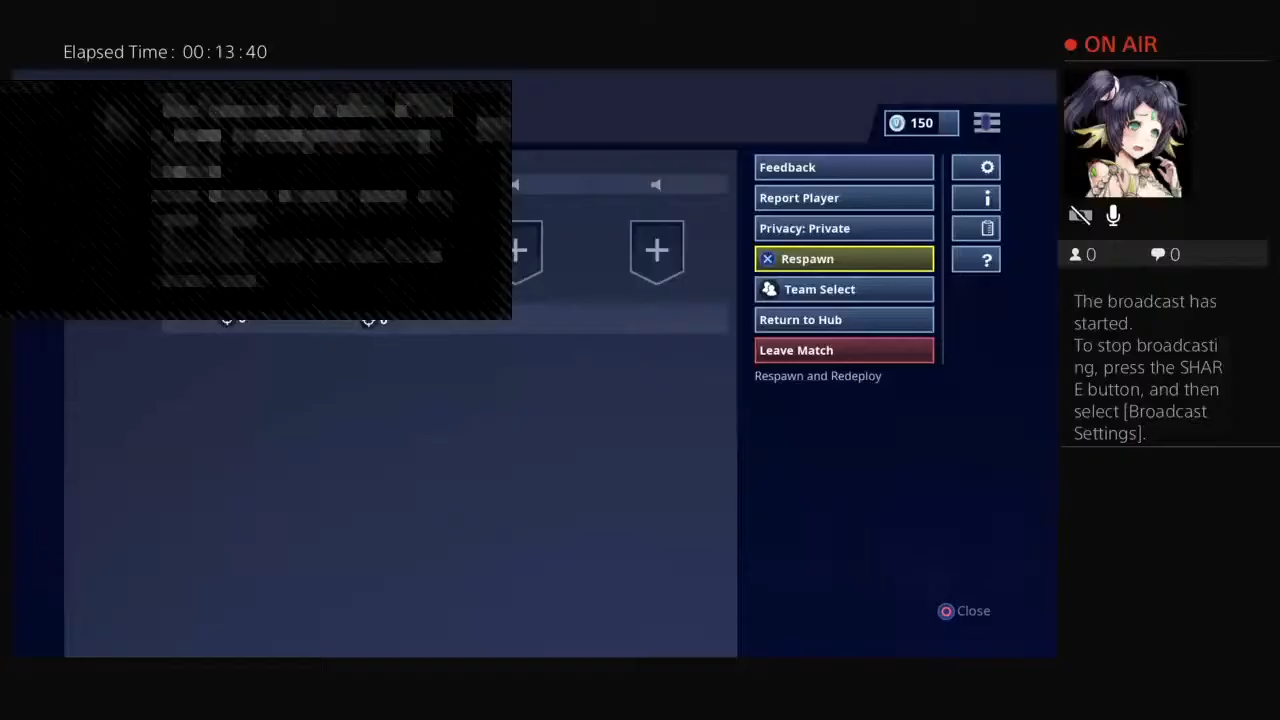 Elapsed Time: 00:13:40
ON AIR
150
Feedback
Report Player
Privacy: Private
Respawn
Team Select
Return to Hub
Leave Match
Respawn and Redeploy
Close
0
0
The broadcast has
started.
To stop broadcasti
ng, press the SHAR
E button, and then
select [Broadcast
Settings].